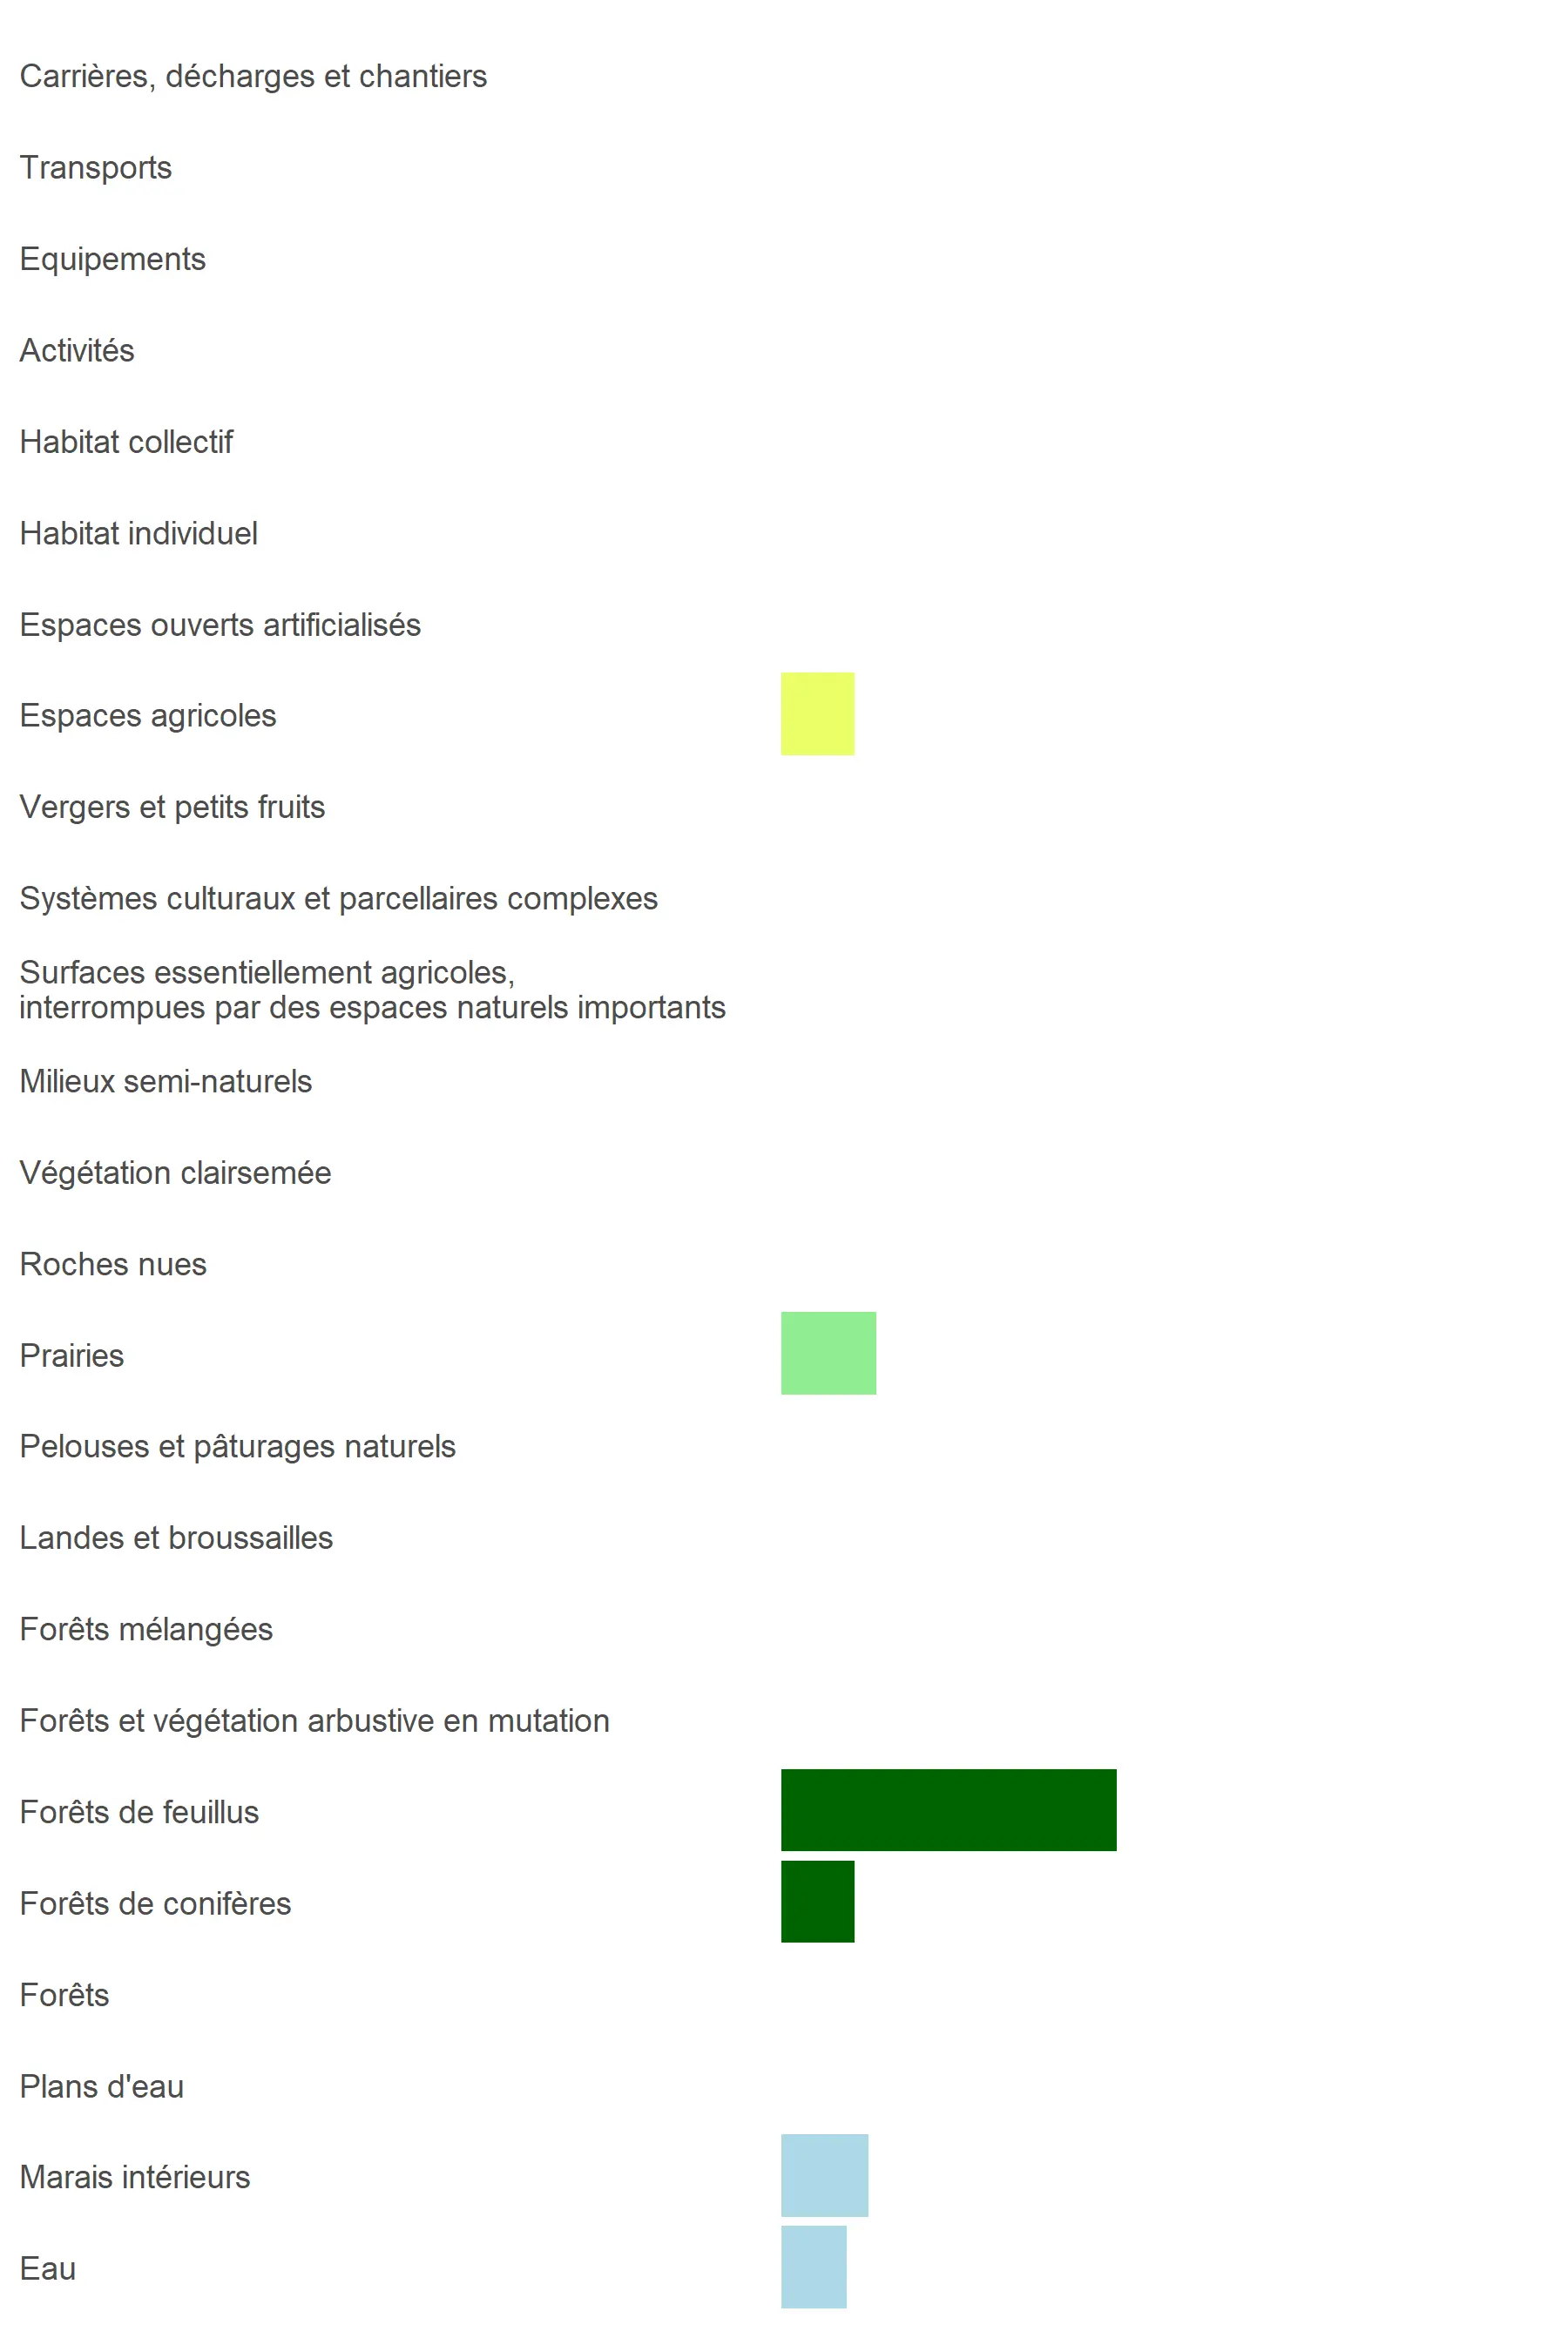 Carrières, décharges et chantiers
Transports
Equipements
Activités
Habitat collectif
Habitat individuel
Espaces ouverts artificialisés
Espaces agricoles
Vergers et petits fruits
Systèmes culturaux et parcellaires complexes
Surfaces essentiellement agricoles,
interrompues par des espaces naturels importants
Milieux semi-naturels
Végétation clairsemée
Roches nues
Prairies
Pelouses et pâturages naturels
Landes et broussailles
Forêts mélangées
Forêts et végétation arbustive en mutation
Forêts de feuillus
Forêts de conifères
Forêts
Plans d'eau
Marais intérieurs
Eau